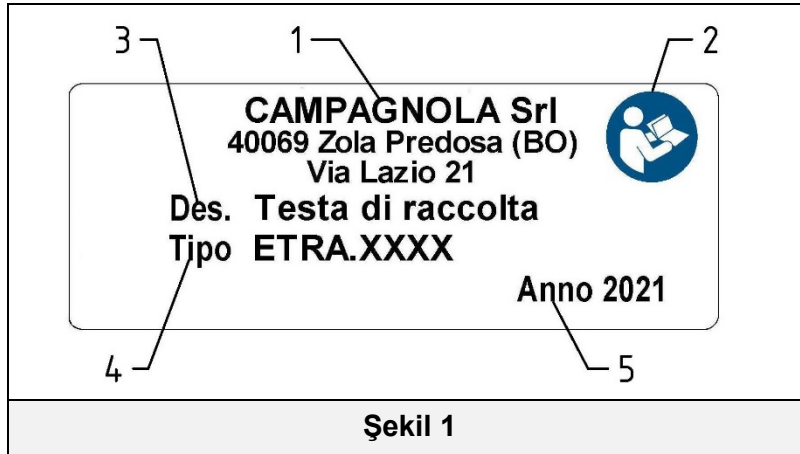 3 1 2
CAMPAGNOLA Srl
40069 Zola Predosa (BO)
Via Lazio 21
Des. Testa di raccolta
Tipo ETRA.XXXX
Anno 2021
4 5
Şekil 1